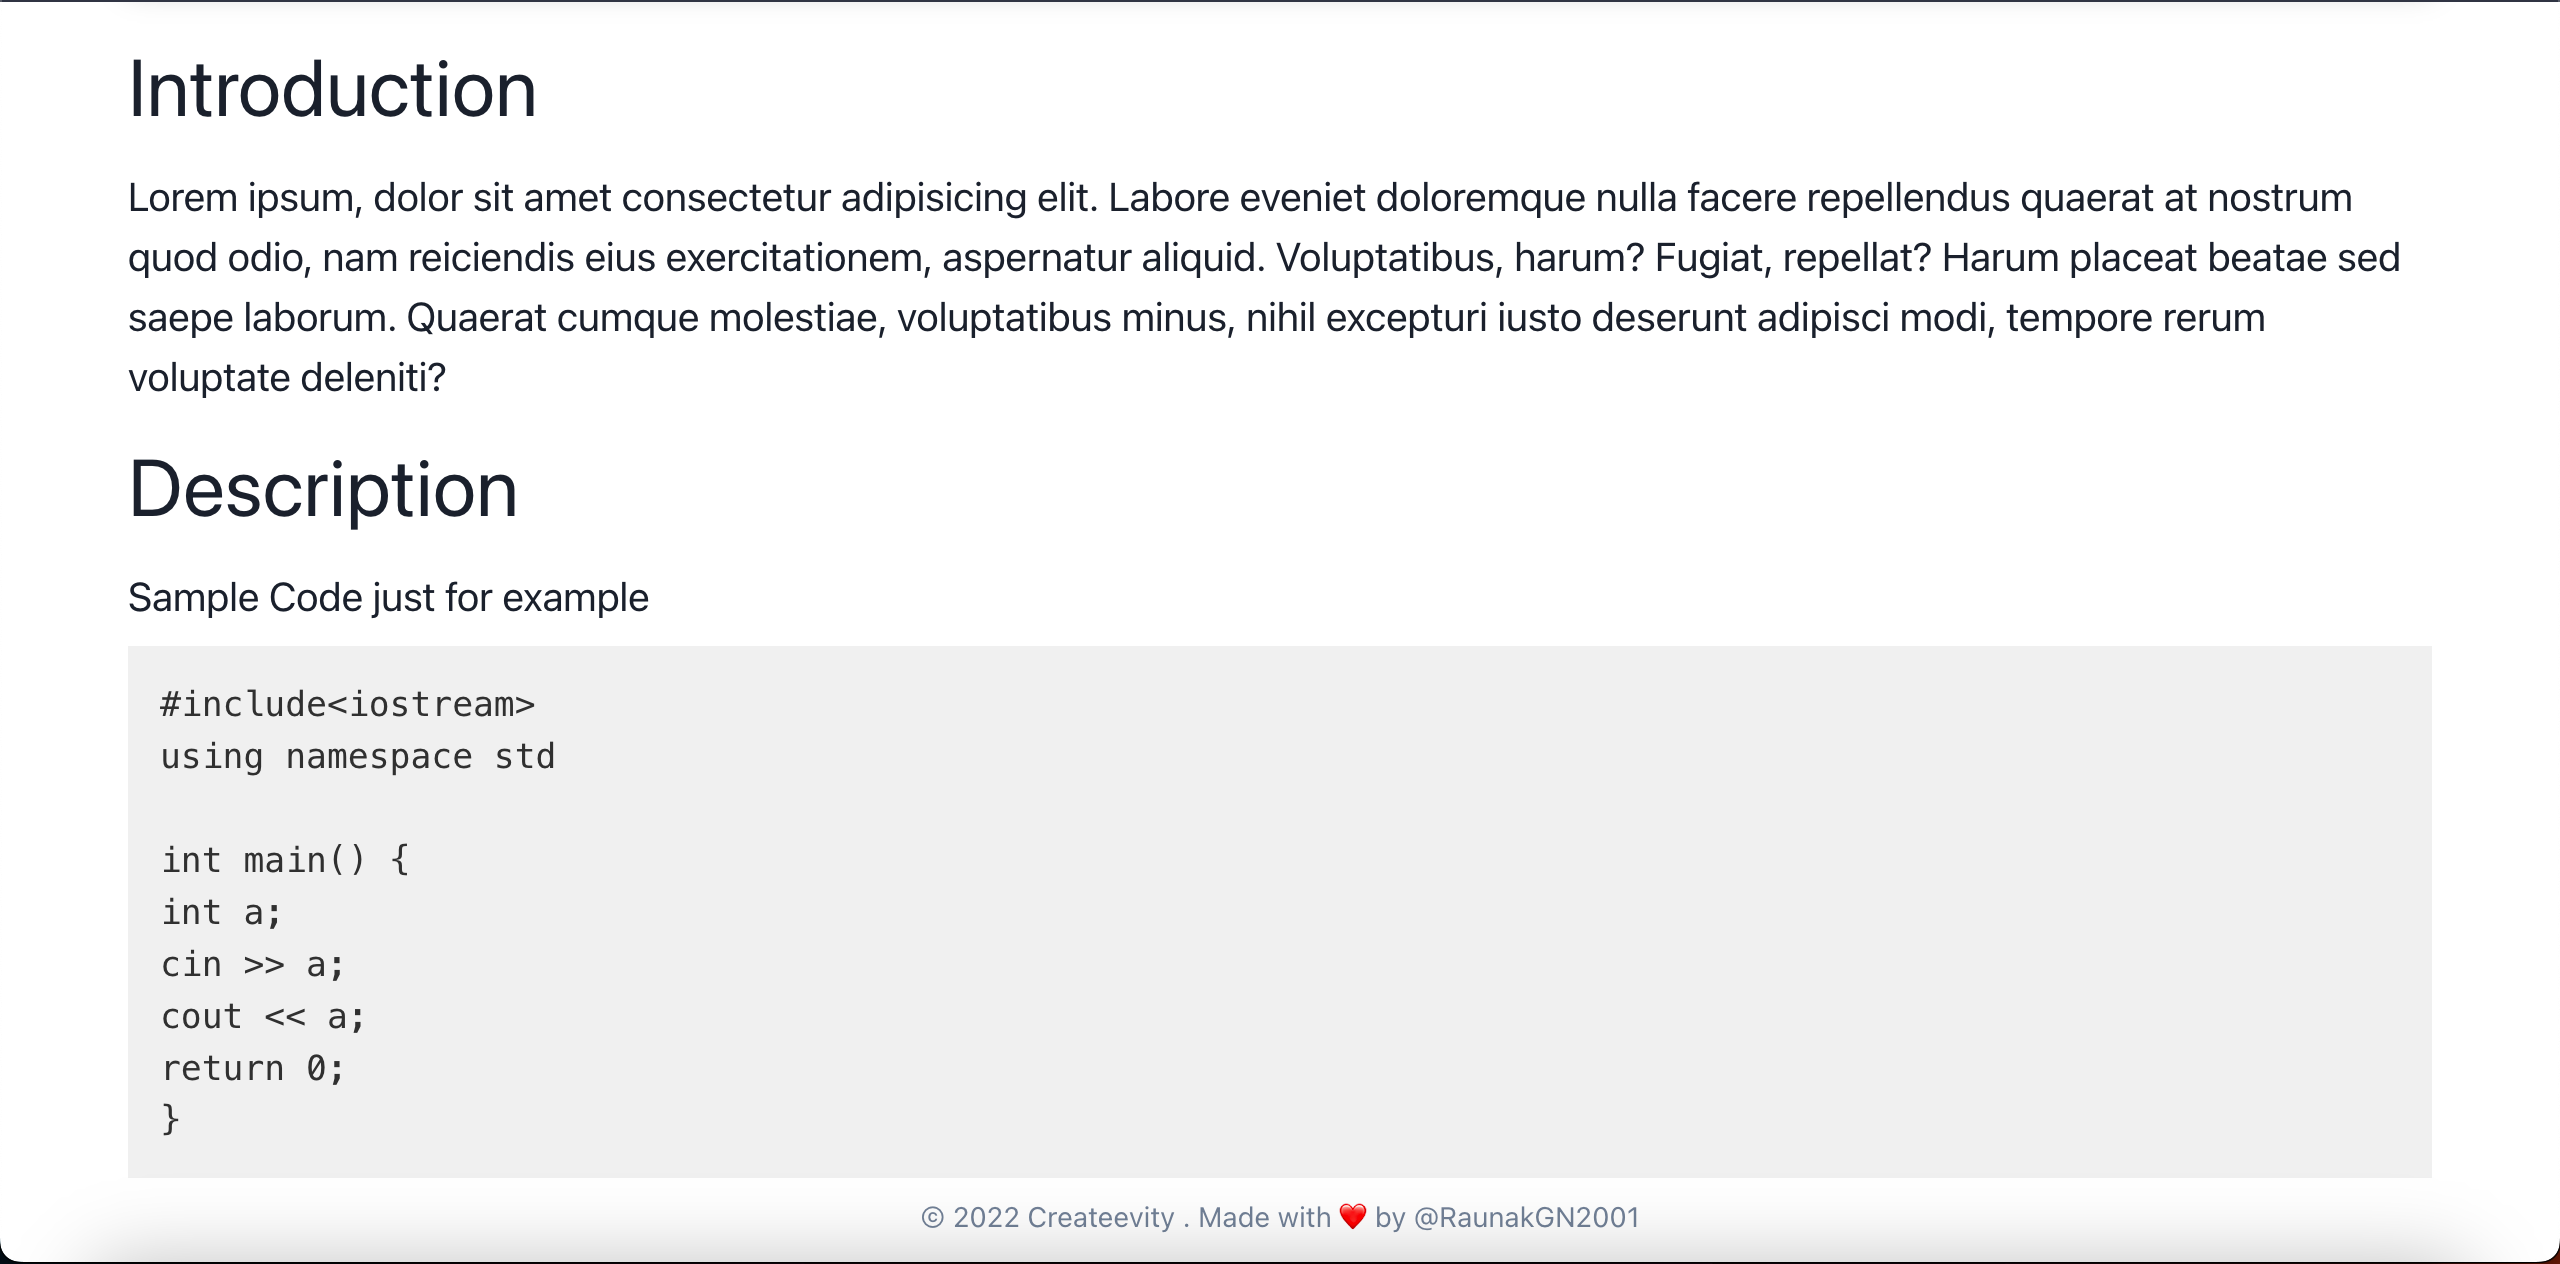 Introduction
Lorem ipsum, dolor sit amet consectetur adipisicing elit. Labore eveniet doloremque nulla facere repellendus quaerat at nostrum
quod odio, nam reiciendis eius exercitationem, aspernatur aliquid. Voluptatibus, harum? Fugiat, repellat? Harum placeat beatae sed
saepe laborum. Quaerat cumque molestiae, voluptatibus minus, nihil excepturi iusto deserunt adipisci modi, tempore rerum
voluptate deleniti?
Description
Sample Code just for example
#include<iostream>
using namespace std
int main() {
int a;
cin >> a;
cout << a;
return 0;
}
© 2022 Createevity . Made with ❤️ by @RaunakGN2001